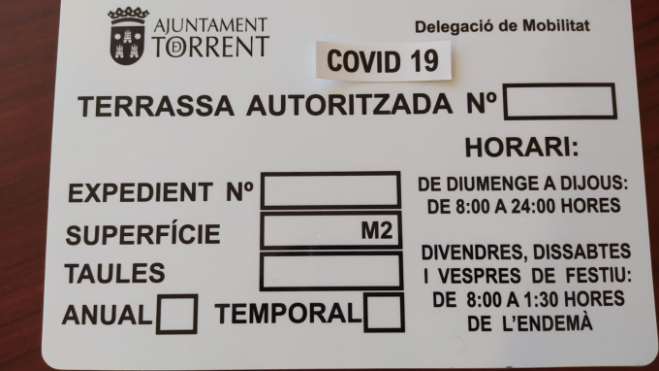 AJUNTAMENT
DE TORRENT
Delegació de Mobilitat
COVID 19
TERRASSA AUTORITZADA Nº
HORARI:
EXPEDIENT Nº
SUPERFÍCIE M2
TAULES
ANUAL TEMPORAL
DE DIUMENGE A DIJOUS:
DE 8:00 A 24:00 HORES
DIVENDRES, DISSABTES
I VESPRES DE FESTIU:
DE 8:00 A 1:30 HORES
DE L'ENDEMÀ